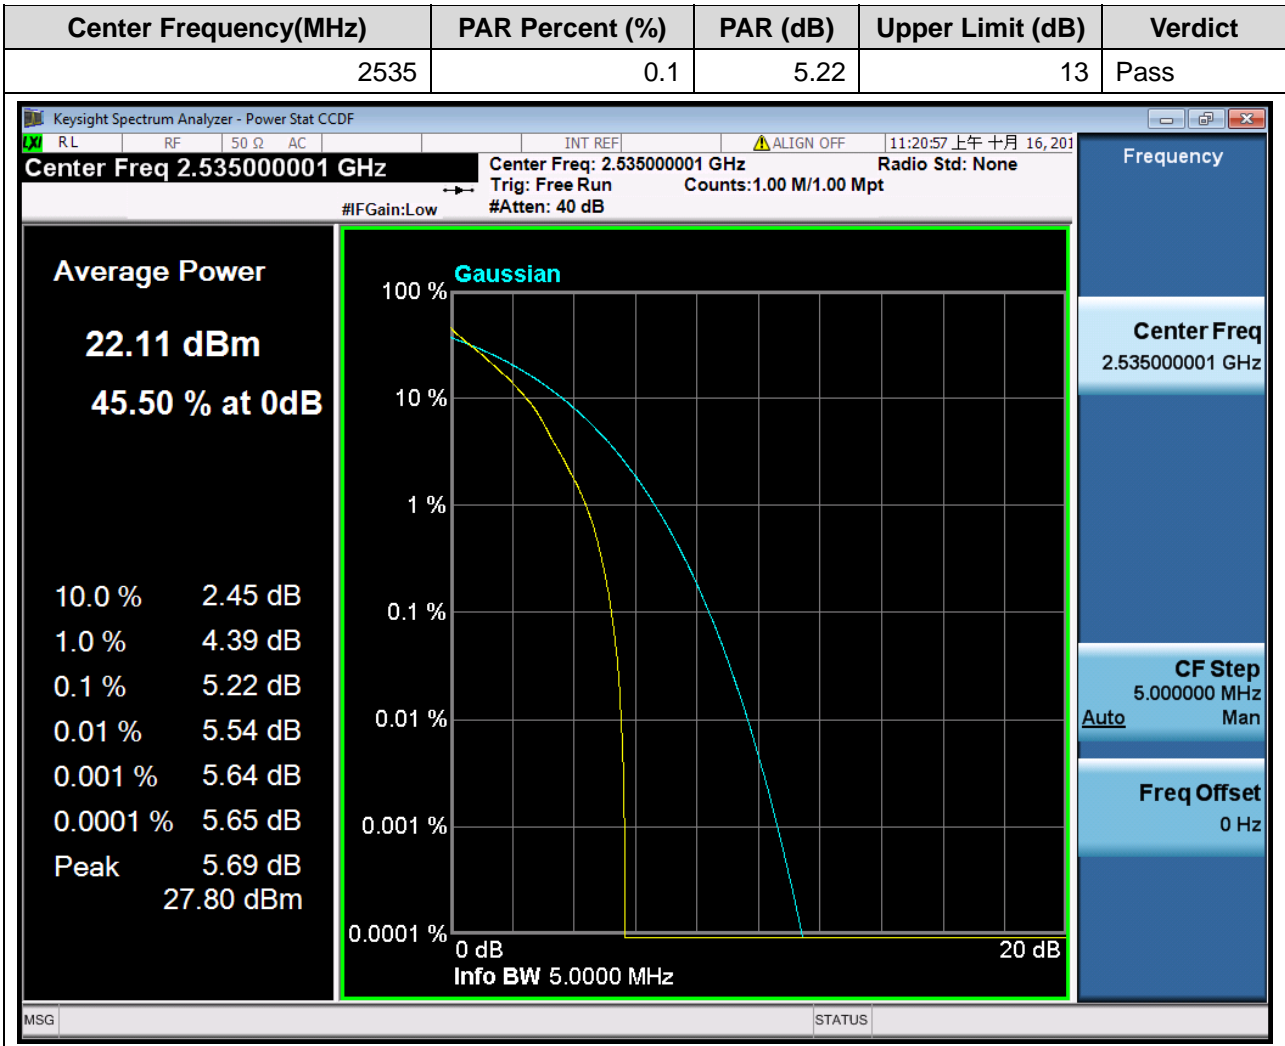 Center Frequency(MHz) PAR Percent (%) PAR (dB) Upper Limit (dB) Verdict
2535 0.1 5.22 13 Pass
Keysight Spectrum Analyzer - Power Stat CCDF
LXI RL RF 50 Ω AC INT REF ALIGN OFF 11:20:57 上午 十月 16, 201
Center Freq 2.535000001 GHz
#IFGain:Low
Center Freq: 2.535000001 GHz Radio Std: None
Trig: Free Run Counts:1.00 M/1.00 Mpt
#Atten: 40 dB
Average Power
22.11 dBm
45.50 % at 0dB
10.0 % 2.45 dB
1.0 % 4.39 dB
0.1 % 5.22 dB
0.01 % 5.54 dB
0.001 % 5.64 dB
0.0001 % 5.65 dB
Peak 5.69 dB
27.80 dBm
Gaussian
100 %
10 %
1 %
0.1 %
0.01 %
0.001 %
0.0001 %
0 dB 20 dB
Info BW 5.0000 MHz
Frequency
Center Freq
2.535000001 GHz
CF Step
5.000000 MHz
Auto Man
Freq Offset
0 Hz
MSG STATUS